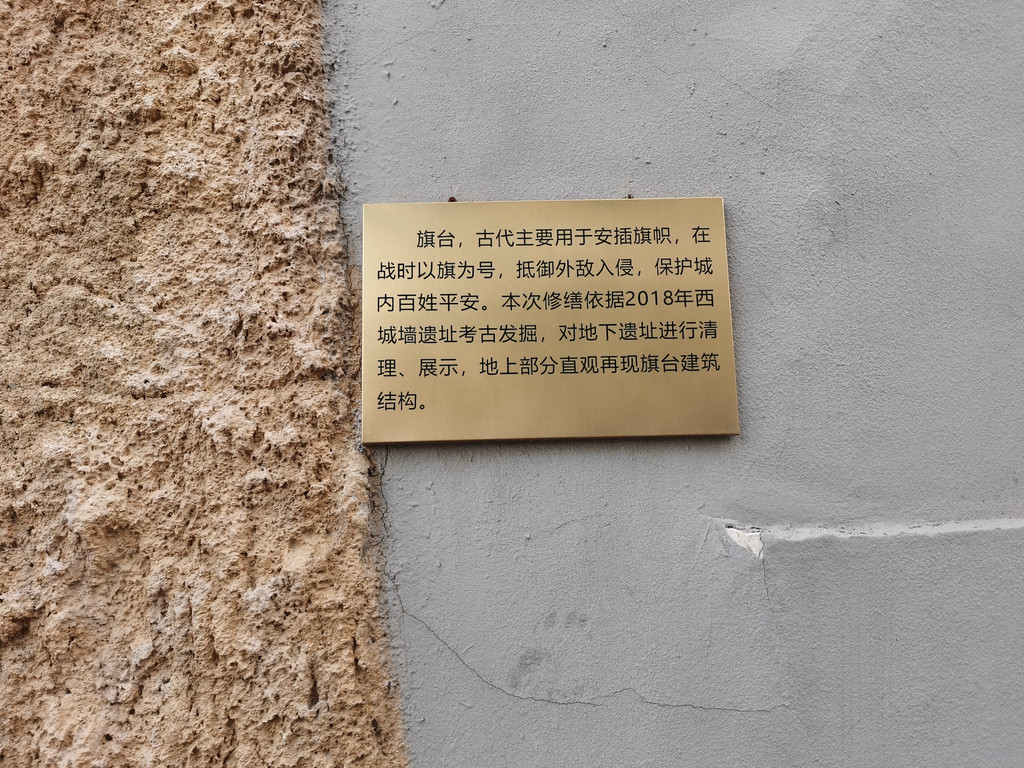 旗台，古代主要用于安插旗帜，在
战时以旗为号，抵御外敌入侵，保护城
内百姓平安。本次修缮依据2018年西
城墙遗址考古发掘，对地下遗址进行清
理、展示，地上部分直观再现旗台建筑
结构。